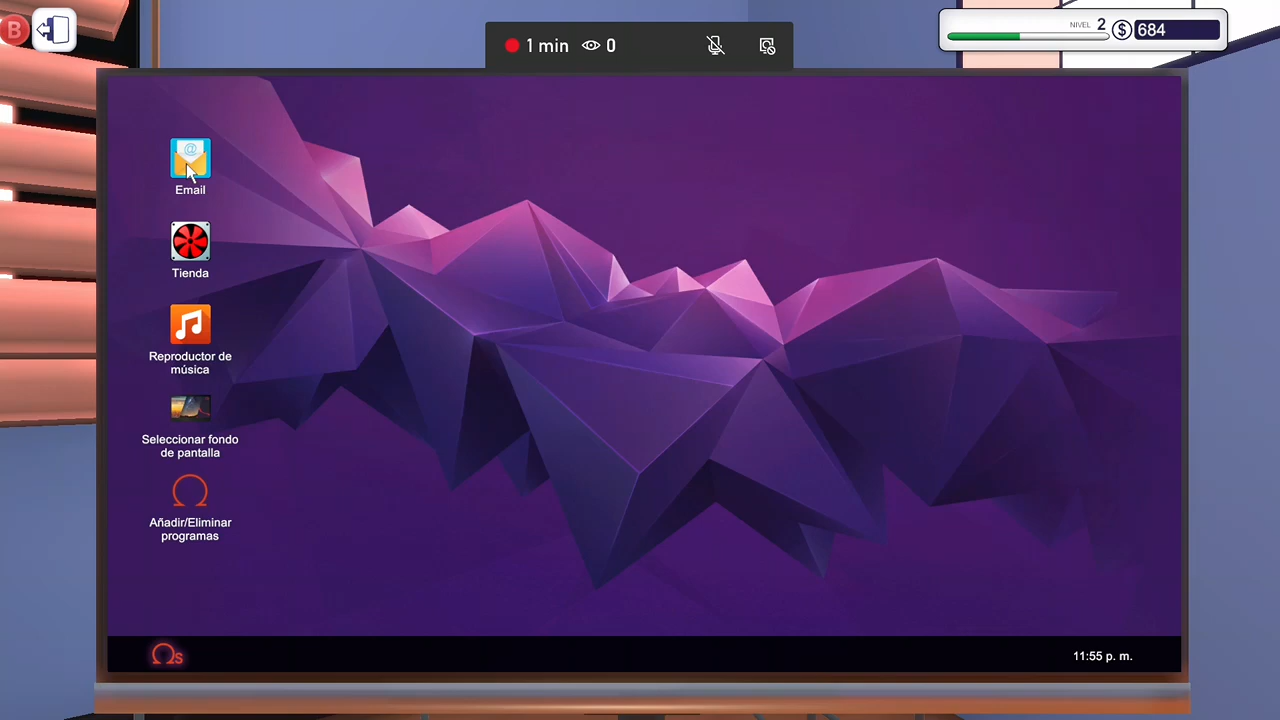 B
1 min 0
NIVEL 2 $ 684
@
Email
Tienda
Reproductor de
música
Seleccionar fondo
de pantalla
Añadir/Eliminar
programas
Ωs
11:55 p. m.